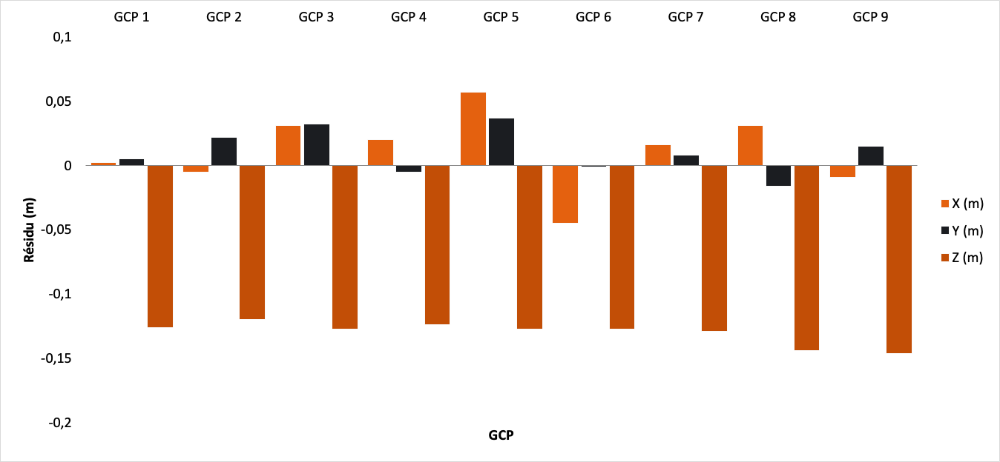 GCP 1 GCP 2 GCP 3 GCP 4 GCP 5 GCP 6 GCP 7 GCP 8 GCP 9
0,1
0,05
0
-0,05
-0,1
-0,15
-0,2
Résidu (m)
GCP
X (m)
Y (m)
Z (m)